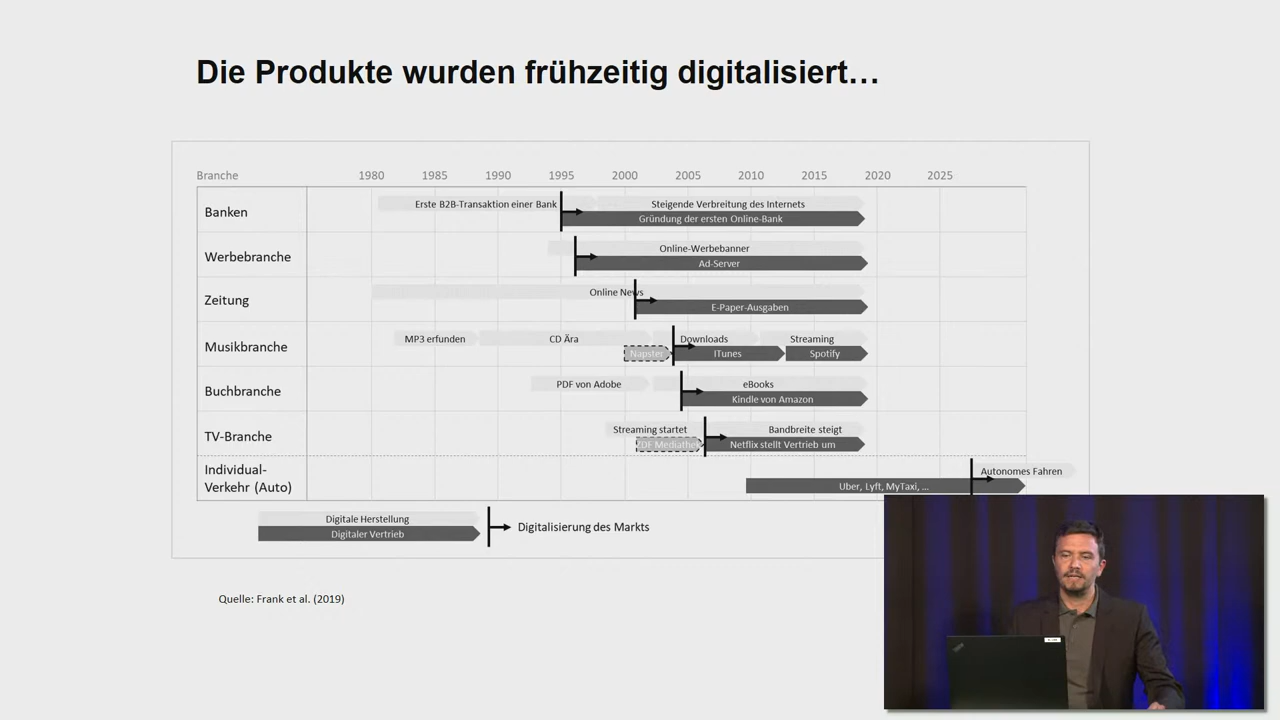 Die Produkte wurden frühzeitig digitalisiert…
Branche 1980 1985 1990 1995 2000 2005 2010 2015 2020 2025
Banken
Erste B2B-Transaktion einer Bank
Steigende Verbreitung des Internets
Gründung der ersten Online-Bank
Werbebranche
Online-Werbebanner
Ad-Server
Zeitung
Online News
E-Paper-Ausgaben
Musikbranche
MP3 erfunden
CD Ära
Downloads
Streaming
Napster
ITunes
Spotify
Buchbranche
PDF von Adobe
eBooks
Kindle von Amazon
TV-Branche
Streaming startet
Bandbreite steigt
ZDF Mediathek
Netflix stellt Vertrieb um
Individual-
Verkehr (Auto)
Autonomes Fahren
Uber, Lyft, MyTaxi, …
Digitale Herstellung
Digitaler Vertrieb
Digitalisierung des Markts
Quelle: Frank et al. (2019)